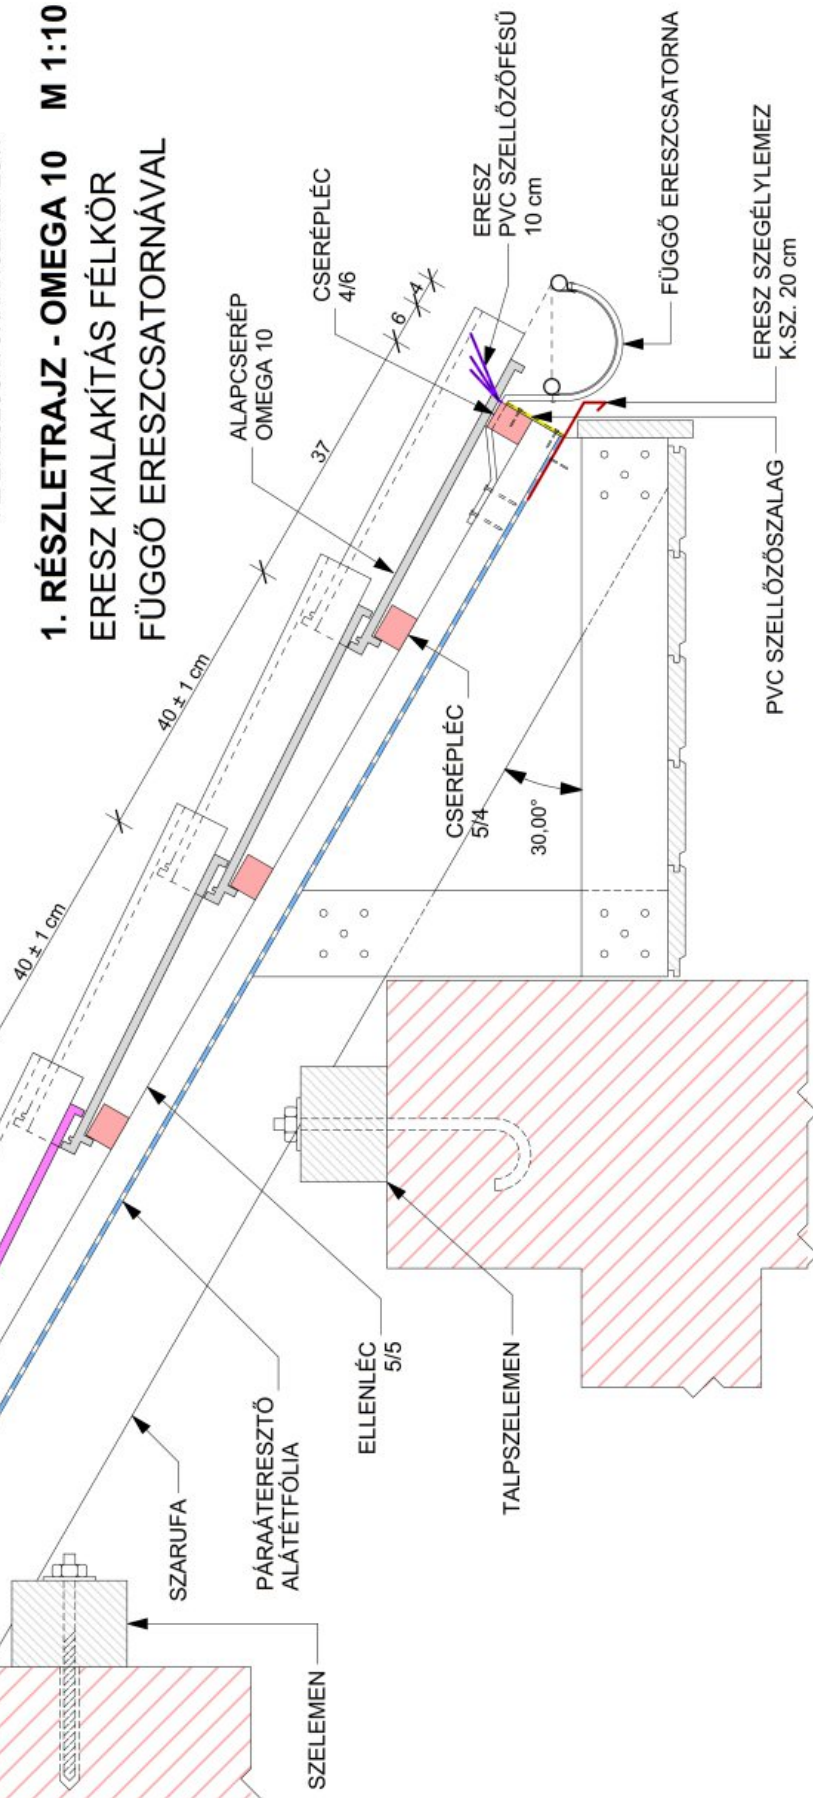 1. RÉSZLETRAJZ - OMEGA 10 M 1:10
ERESZ KIALAKÍTÁS FÉLKÖR
FÜGGŐ ERESZCSATORNÁVAL
40 ± 1 cm
40 ± 1 cm
37
6
4
ALAPCSERÉP
OMEGA 10
CSERÉPLÉC
4/6
ERESZ
PVC SZELLŐZŐFÉSŰ
10 cm
FÜGGŐ ERESZCSATORNA
ERESZ SZEGÉLYLEMEZ
K.SZ. 20 cm
PVC SZELLŐZŐSZALAG
CSERÉPLÉC
5/4
30,00°
ELLENLÉC
5/5
TALPSZELEMEN
PÁRAÁTERESZTŐ
ALÁTÉTFÓLIA
SZARUFA
SZELEMEN